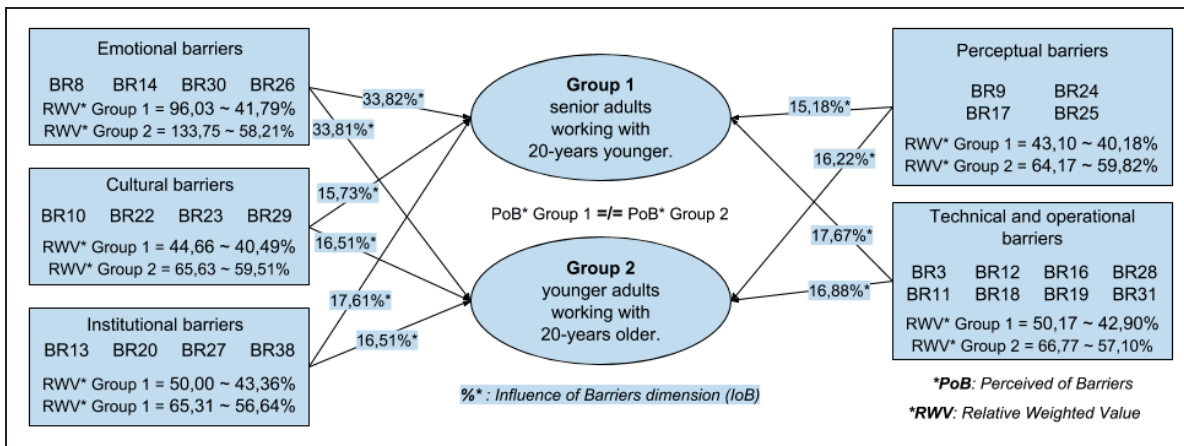 Emotional barriers
BR8 BR14 BR30 BR26
RWV* Group 1 = 96,03 ~ 41,79%
RWV* Group 2 = 133,75 ~ 58,21%
Cultural barriers
BR10 BR22 BR23 BR29
RWV* Group 1 = 44,66 ~ 40,49%
RWV* Group 2 = 65,63 ~ 59,51%
Institutional barriers
BR13 BR20 BR27 BR38
RWV* Group 1 = 50,00 ~ 43,36%
RWV* Group 1 = 65,31 ~ 56,64%
33,82%*
33,81%*
15,73%*
16,51%*
17,61%*
16,51%*
Group 1
senior adults
working with
20-years younger.
PoB* Group 1 =/= PoB* Group 2
Group 2
younger adults
working with
20-years older.
%* : Influence of Barriers dimension (IoB)
15,18%*
16,22%*
17,67%*
16,88%*
Perceptual barriers
BR9 BR24
BR17 BR25
RWV* Group 1 = 43,10 ~ 40,18%
RWV* Group 2 = 64,17 ~ 59,82%
Technical and operational
barriers
BR3 BR12 BR16 BR28
BR11 BR18 BR19 BR31
RWV* Group 1 = 50,17 ~ 42,90%
RWV* Group 2 = 66,77 ~ 57,10%
*PoB: Perceived of Barriers
*RWV: Relative Weighted Value